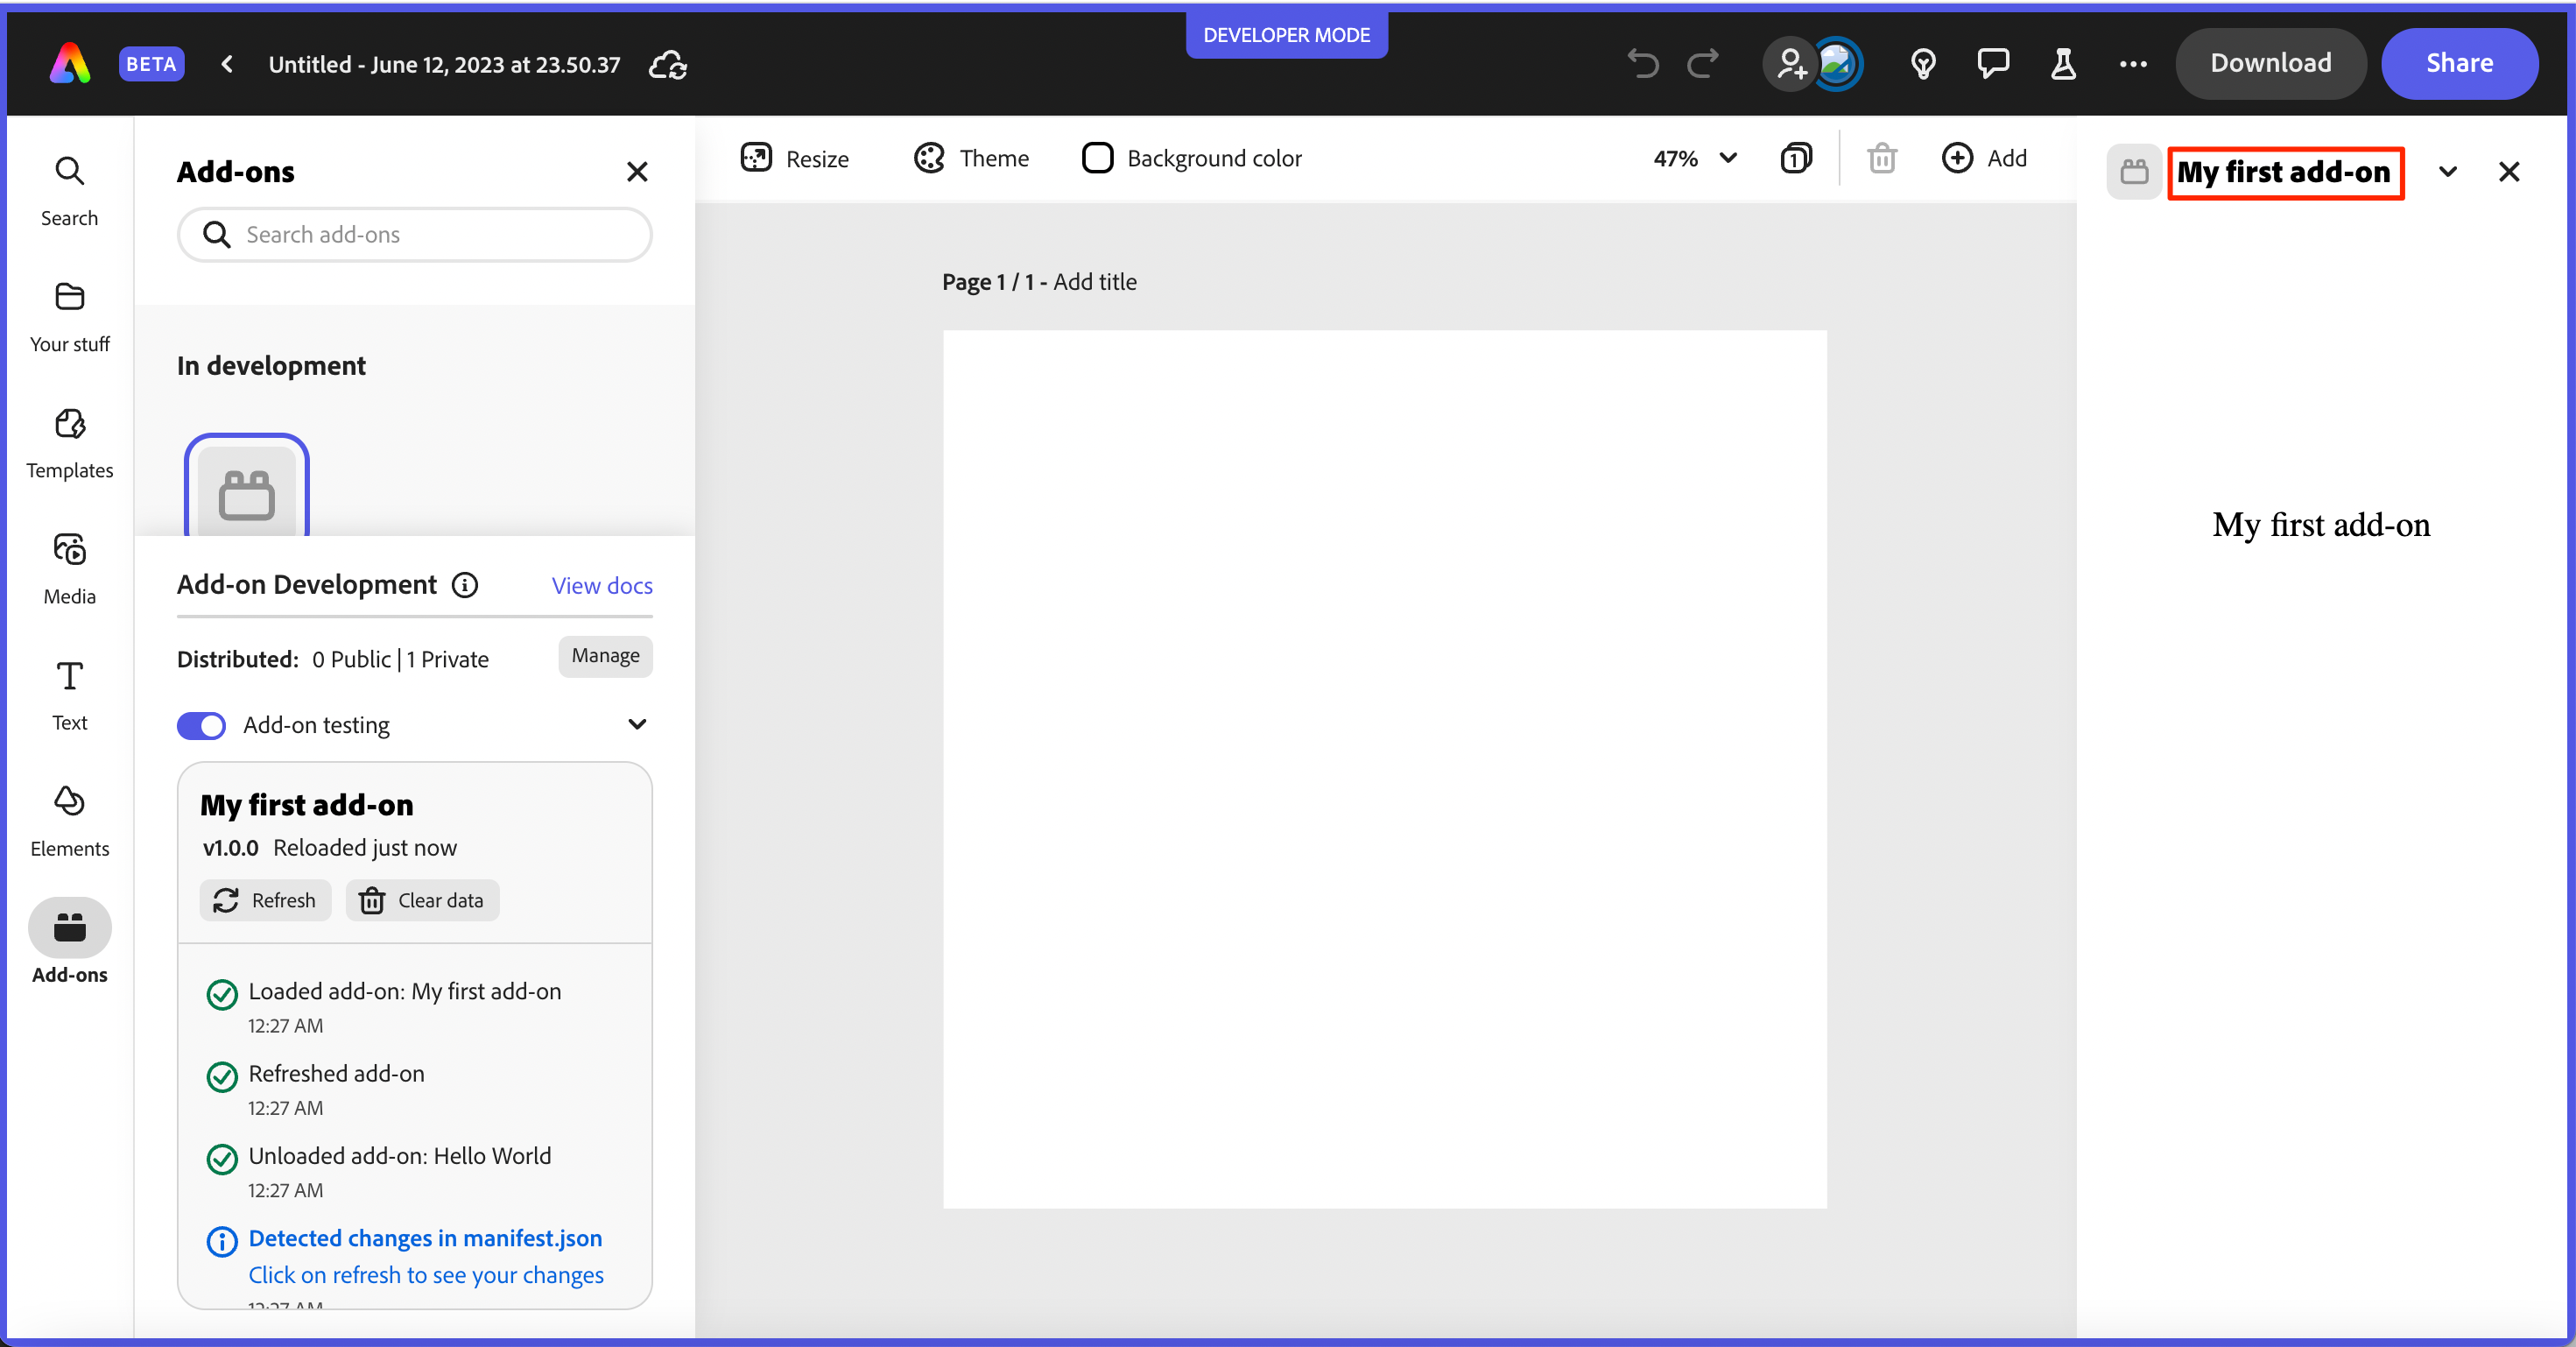 DEVELOPER MODE
BETA
Untitled - June 12, 2023 at 23.50.37
Download
Share
Search
Your stuff
Templates
Media
Text
Elements
Add-ons
Add-ons
Search add-ons
In development
Add-on Development
View docs
Distributed: 0 Public | 1 Private
Manage
Add-on testing
My first add-on
v1.0.0 Reloaded just now
Refresh
Clear data
Loaded add-on: My first add-on
12:27 AM
Refreshed add-on
12:27 AM
Unloaded add-on: Hello World
12:27 AM
Detected changes in manifest.json
Click on refresh to see your changes
12:27 AM
Resize
Theme
Background color
47%
1
Add
Page 1 / 1 - Add title
My first add-on
My first add-on